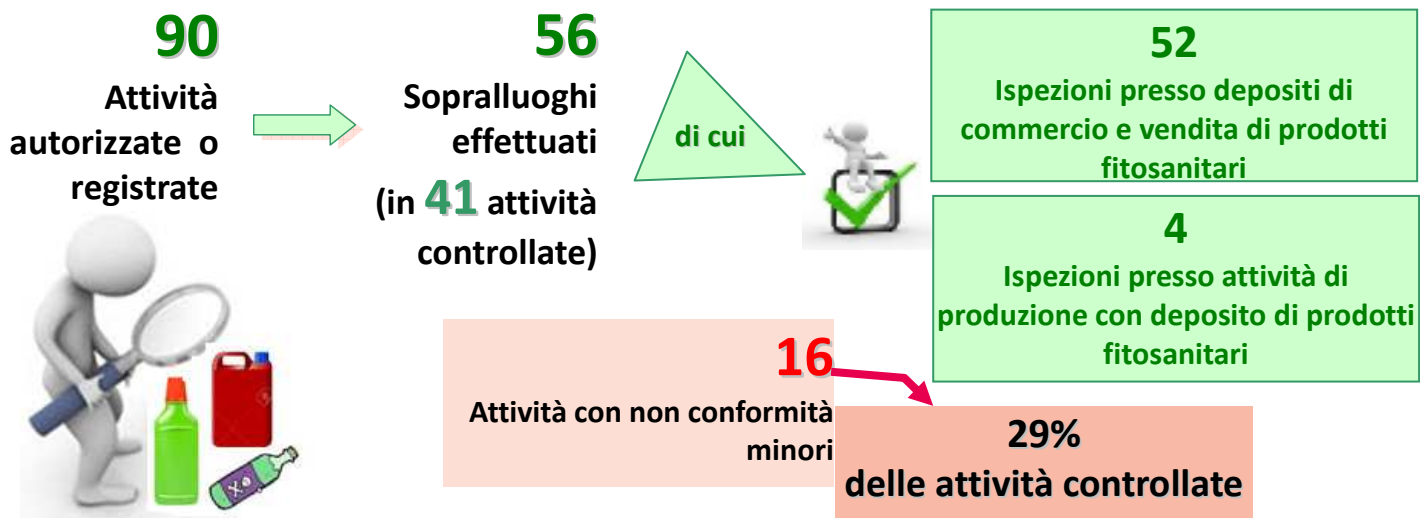 90
Attività
autorizzate o
registrate
56
Sopralluoghi
effettuati
(in 41 attività
controllate)
di cui
52
Ispezioni presso depositi di
commercio e vendita di prodotti
fitosanitari
4
Ispezioni presso attività di
produzione con deposito di prodotti
fitosanitari
16
Attività con non conformità
minori
29%
delle attività controllate